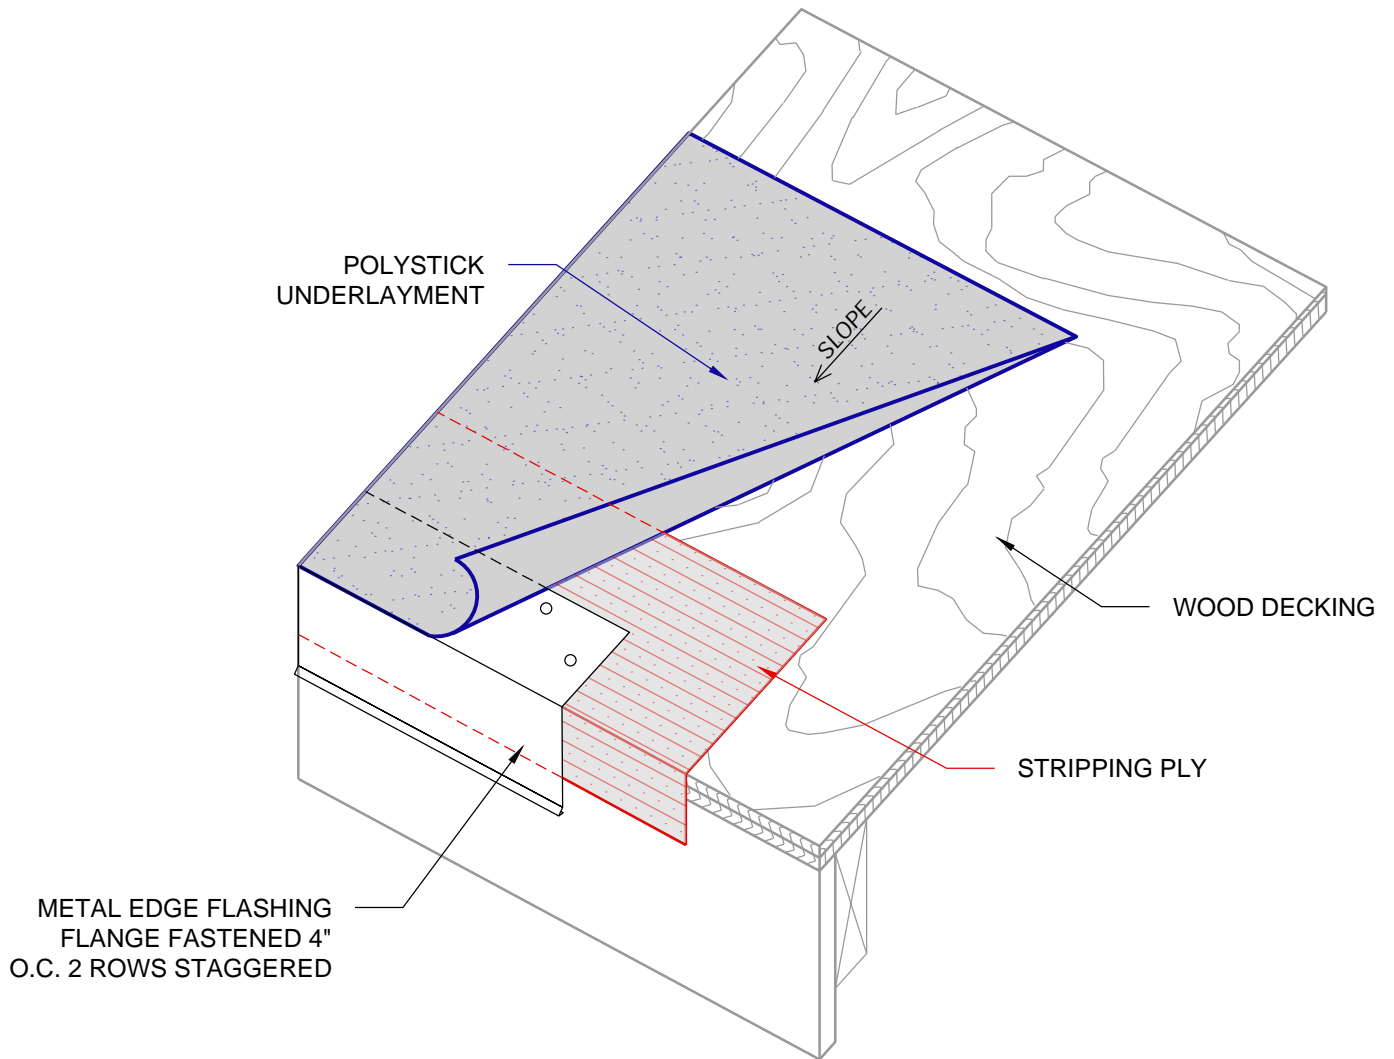 POLYSTICK
UNDERLAYMENT
SLOPE
WOOD DECKING
STRIPPING PLY
METAL EDGE FLASHING
FLANGE FASTENED 4"
O.C. 2 ROWS STAGGERED